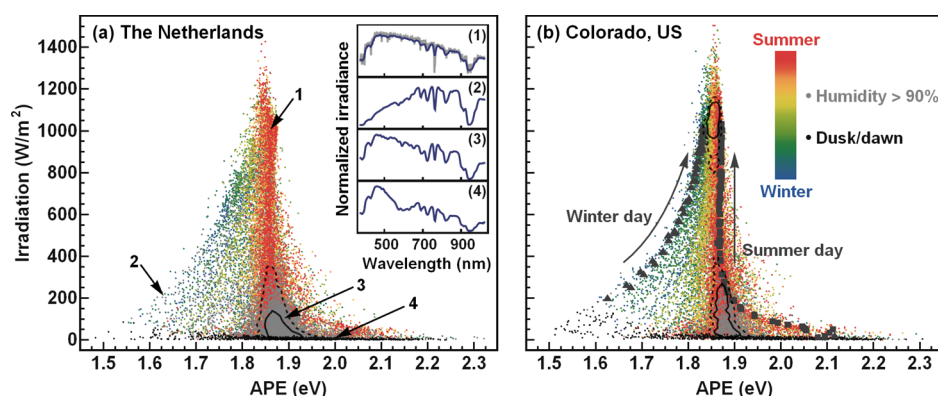 (a) The Netherlands
Irradiation (W/m²)
1400
1200
1000
800
600
400
200
0
1.5 1.6 1.7 1.8 1.9 2.0 2.1 2.2 2.3
APE (eV)
1
2
3
4
Normalized irradiance
(1)
(2)
(3)
(4)
500 700 900
Wavelength (nm)
(b) Colorado, US
Summer
Winter
• Humidity > 90%
• Dusk/dawn
Winter day
Summer day
1.5 1.6 1.7 1.8 1.9 2.0 2.1 2.2 2.3
APE (eV)